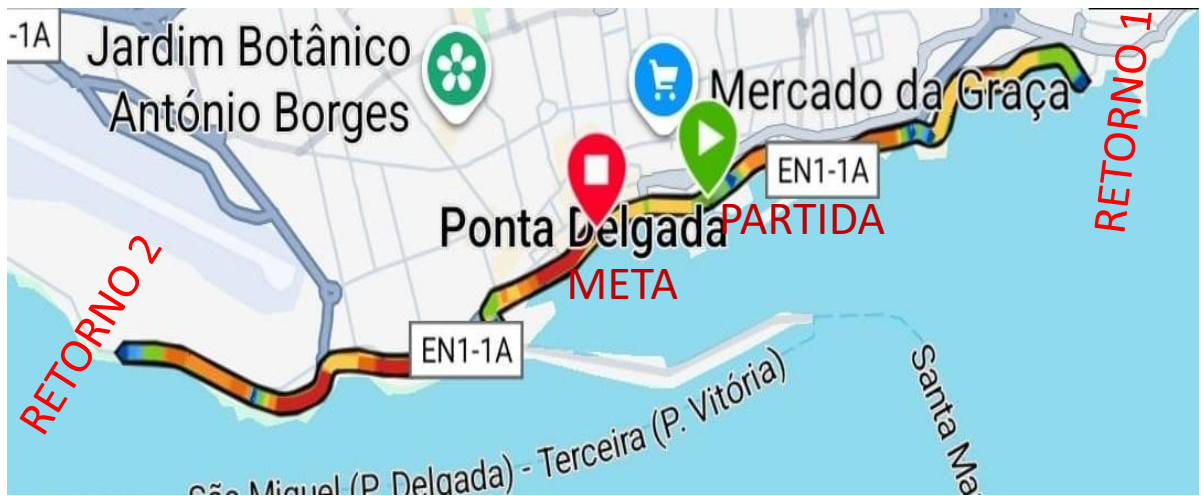 -1A
Jardim Botânico
António Borges
Mercado da Graça
RETORNO 1
EN1-1A
Ponta Delgada
PARTIDA
META
RETORNO 2
EN1-1A
São Miguel (P. Delgada) - Terceira (P. Vitória)
Santa Ma